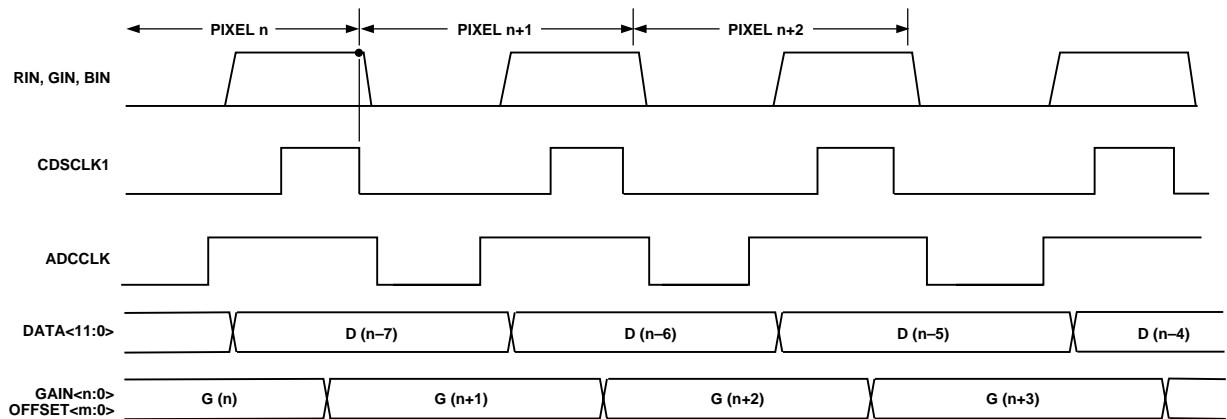 PIXEL n PIXEL n+1 PIXEL n+2
RIN, GIN, BIN
CDSCLK1
ADCCLK
DATA<11:0> D (n–7) D (n–6) D (n–5) D (n–4)
GAIN<n:0>
OFFSET<m:0> G (n) G (n+1) G (n+2) G (n+3)